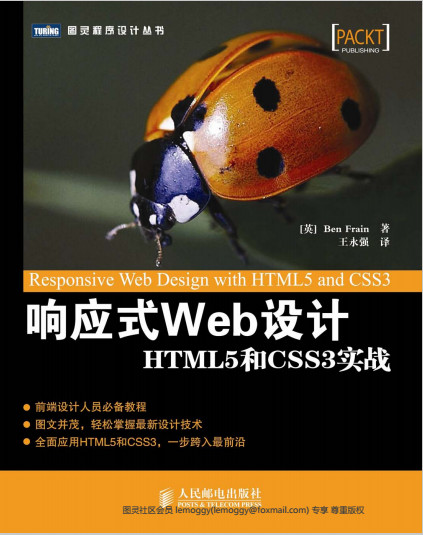 TURING 图灵程序设计丛书
[PACKT]
PUBLISHING
[英] Ben Frain 著
王永强 译
Responsive Web Design with HTML5 and CSS3
响应式Web设计
HTML5和CSS3实战
● 前端设计人员必备教程
● 图文并茂，轻松掌握最新设计技术
● 全面应用HTML5和CSS3，一步跨入最前沿
人民邮电出版社
POSTS & TELECOM PRESS
图灵社区会员 lemoggy(lemoggy@foxmail.com) 专享 尊重版权